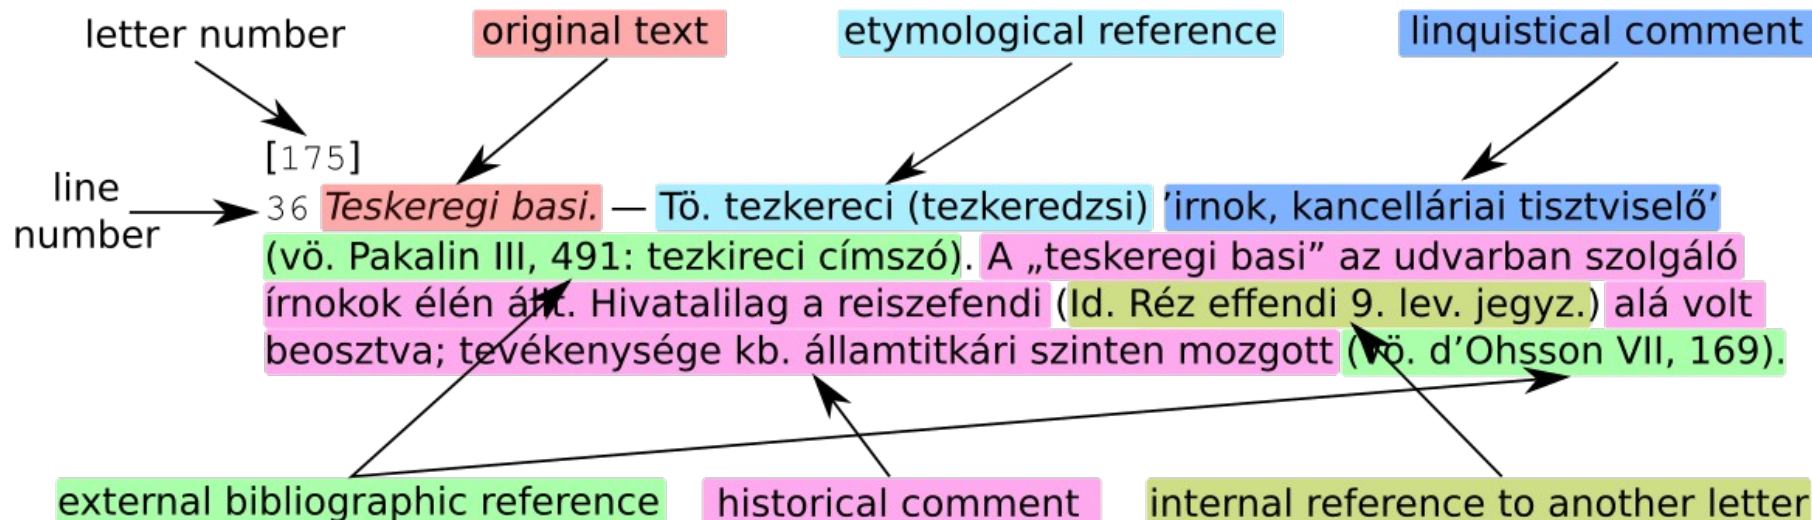 letter number original text etymological reference linquistical comment
[175]
line number
36 Teskeregi basi. — Tö. tezkereci (tezkeredzsi) ’irnok, kancelláriai tisztviselő’
(vö. Pakalin III, 491: tezkireci címszó). A „teskeregi basi” az udvarban szolgáló
írnokok élén állt. Hivatalilag a reiszefendi (Id. Réz effendi 9. lev. jegyz.) alá volt
beosztva; tevékenysége kb. államtitkári szinten mozgott (vö. d’Ohsson VII, 169).
external bibliographic reference historical comment internal reference to another letter